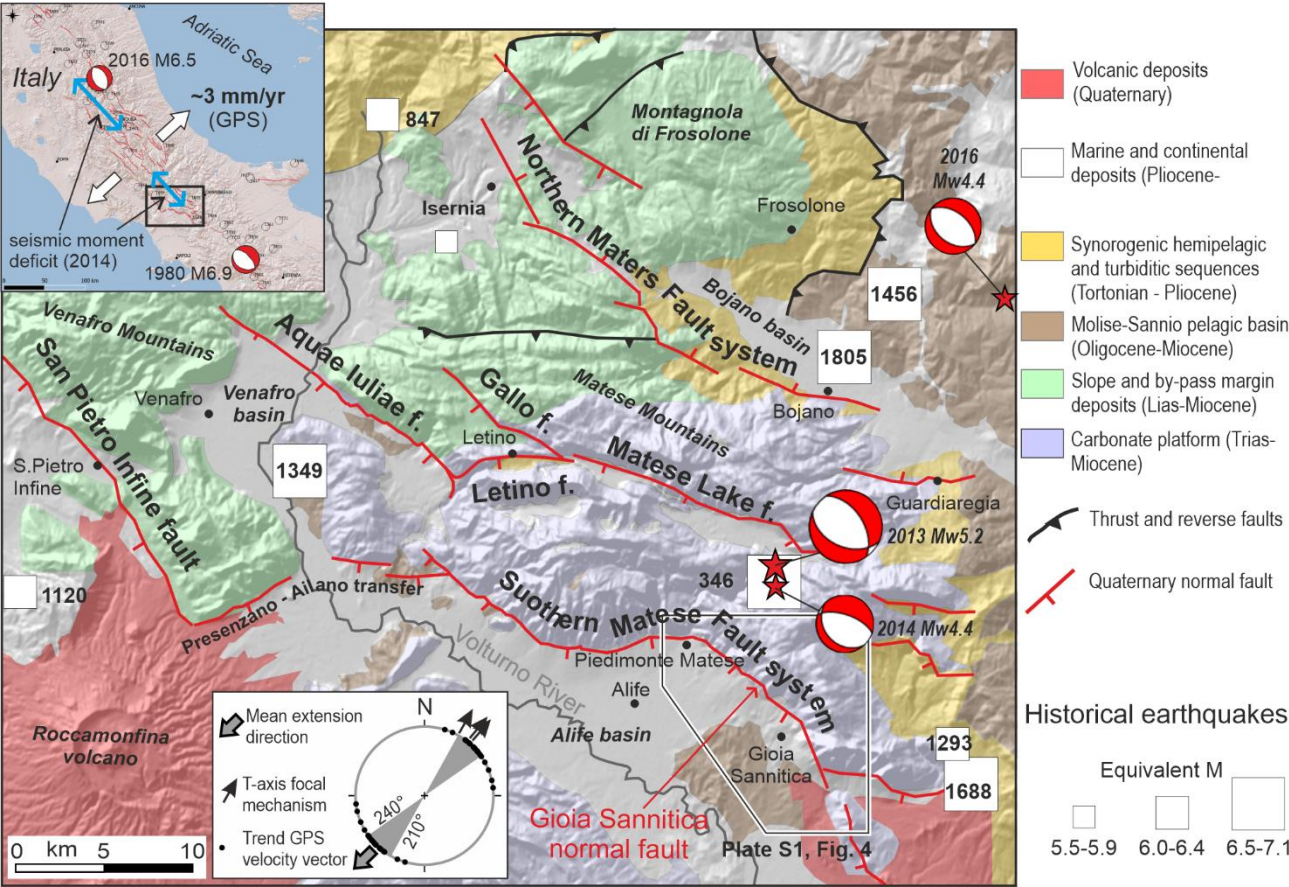 Adriatic Sea
Italy
2016 M6.5
~3 mm/yr
(GPS)
seismic moment
deficit (2014)
1980 M6.9
0 50 100 km
847
Isernia
Montagnola
di Frosolone
Frosolone
2016
Mw4.4
1456
Northern Maters Fault system
Bojano basin
1805
Bojano
Venafro Mountains
San Pietro Infine fault
Venafro
Venafro
basin
Aquae Iuliae f.
Gallo f.
Matese Mountains
Letino
Letino f.
Matese Lake f.
Guardiaregia
2013 Mw5.2
S.Pietro
Infine
1349
1120
Presenzano - Ailano transfer
346
2014 Mw4.4
Suothern Matese Fault system
Piedimonte Matese
Volturno River
Alife
Alife basin
Roccamonfina
volcano
Gioia
Sannitica
1293
1688
Gioia Sannitica
normal fault
Plate S1, Fig. 4
Mean extension
direction
T-axis focal
mechanism
Trend GPS
velocity vector
N
240°
210°
0 km 5 10
Volcanic deposits
(Quaternary)
Marine and continental
deposits (Pliocene-
Synorogenic hemipelagic
and turbiditic sequences
(Tortonian - Pliocene)
Molise-Sannio pelagic basin
(Oligocene-Miocene)
Slope and by-pass margin
deposits (Lias-Miocene)
Carbonate platform (Trias-
Miocene)
Thrust and reverse faults
Quaternary normal fault
Historical earthquakes
Equivalent M
5.5-5.9 6.0-6.4 6.5-7.1